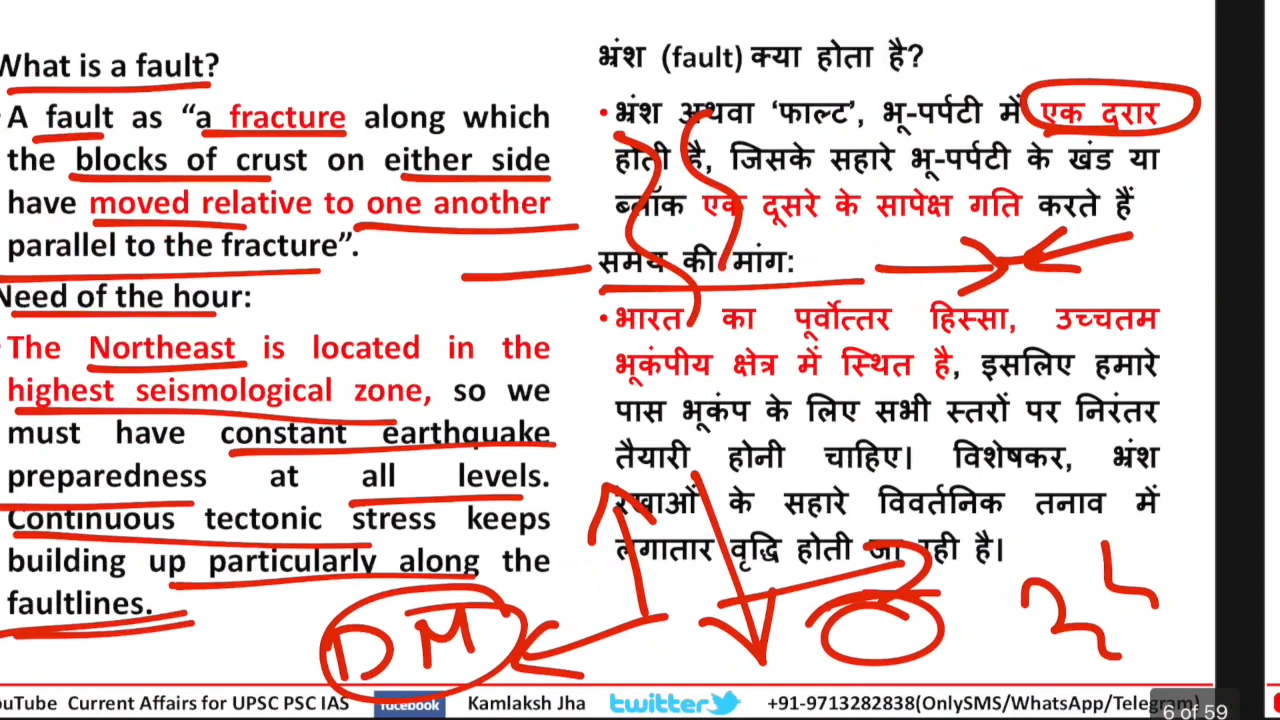 What is a fault?
A fault as “a fracture along which
the blocks of crust on either side
have moved relative to one another
parallel to the fracture”.
Need of the hour:
The Northeast is located in the
highest seismological zone, so we
must have constant earthquake
preparedness at all levels.
Continuous tectonic stress keeps
building up particularly along the
faultlines.
भ्रंश (fault) क्या होता है?
• भ्रंश अथवा ‘फाल्ट’, भू-पर्पटी में एक दरार
होती है, जिसके सहारे भू-पर्पटी के खंड या
ब्लॉक एक दूसरे के सापेक्ष गति करते हैं
समय की मांग:
• भारत का पूर्वोत्तर हिस्सा, उच्चतम
भूकंपीय क्षेत्र में स्थित है, इसलिए हमारे
पास भूकंप के लिए सभी स्तरों पर निरंतर
तैयारी होनी चाहिए। विशेषकर, भ्रंश
रेखाओं के सहारे विवर्तनिक तनाव में
लगातार वृद्धि होती जा रही है।
DM
YouTube Current Affairs for UPSC PSC IAS facebook Kamlaksh Jha twitter +91-9713282838(OnlySMS/WhatsApp/Telegram)
6 of 59